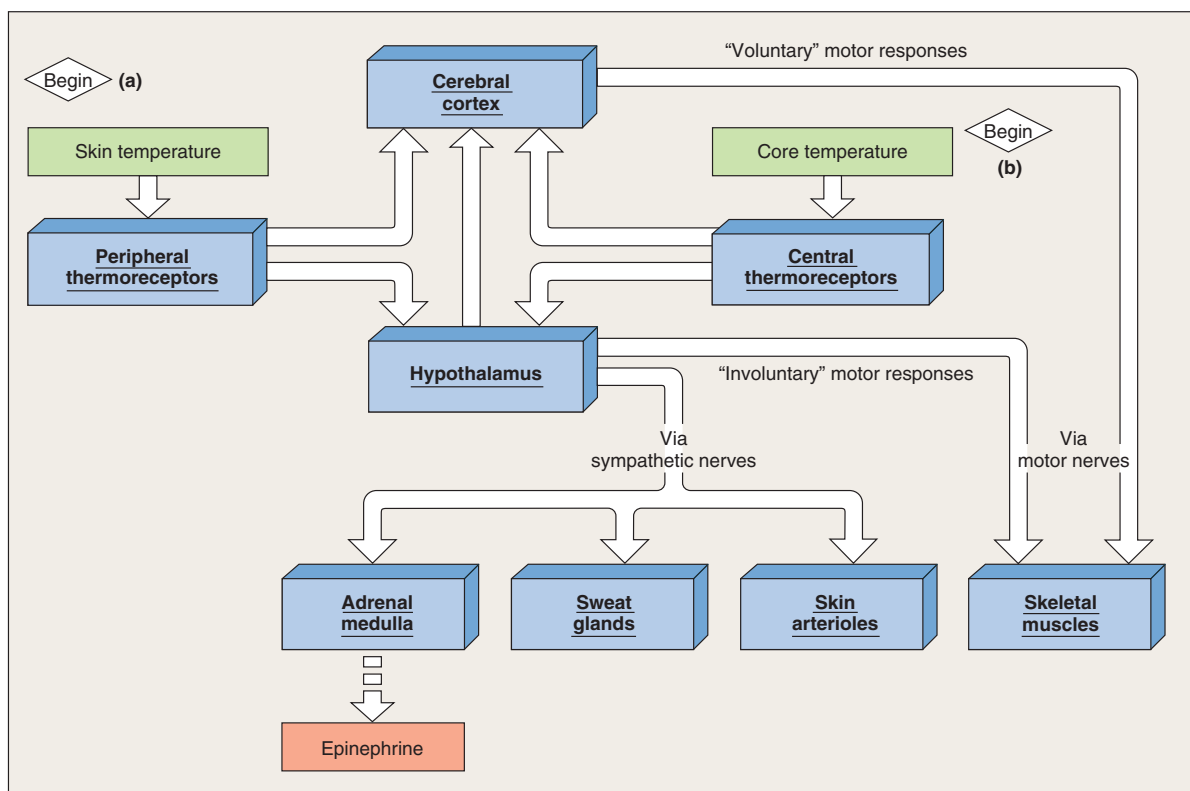 "Voluntary" motor responses
Begin (a)
Cerebral
cortex
Skin temperature
Core temperature
Begin
(b)
Peripheral
thermoreceptors
Central
thermoreceptors
Hypothalamus
"Involuntary" motor responses
Via
sympathetic nerves
Via
motor nerves
Adrenal
medulla
Sweat
glands
Skin
arterioles
Skeletal
muscles
Epinephrine